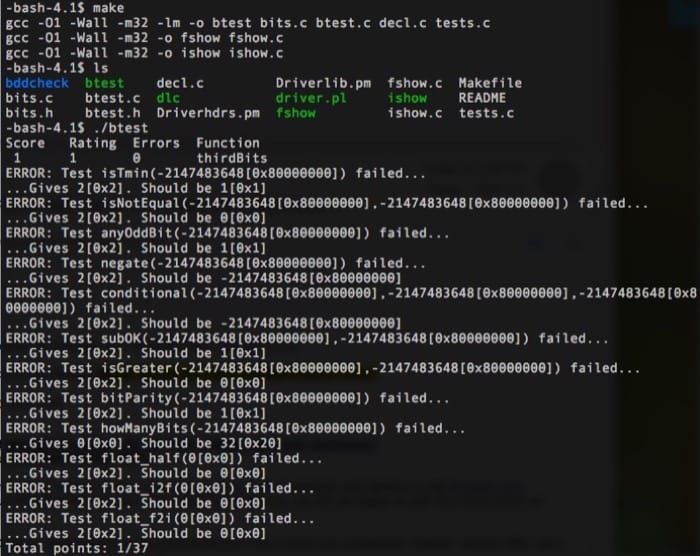 -bash-4.1$ make
gcc -O1 -Wall -m32 -lm -o btest bits.c btest.c decl.c tests.c
gcc -O1 -Wall -m32 -o fshow fshow.c
gcc -O1 -Wall -m32 -o ishow ishow.c
-bash-4.1$ ls
bddcheck btest decl.c Driverlib.pm fshow.c Makefile
bits.c btest.c dlc driver.pl ishow README
bits.h btest.h Driverhdrs.pm fshow ishow.c tests.c
-bash-4.1$ ./btest
Score Rating Errors Function
1 1 0 thirdBits
ERROR: Test isTmin(-2147483648[0x80000000]) failed...
...Gives 2[0x2]. Should be 1[0x1]
ERROR: Test isNotEqual(-2147483648[0x80000000],-2147483648[0x80000000]) failed...
...Gives 2[0x2]. Should be 0[0x0]
ERROR: Test anyOddBit(-2147483648[0x80000000]) failed...
...Gives 2[0x2]. Should be 1[0x1]
ERROR: Test negate(-2147483648[0x80000000]) failed...
...Gives 2[0x2]. Should be -2147483648[0x80000000]
ERROR: Test conditional(-2147483648[0x80000000],-2147483648[0x80000000],-2147483648[0x8
0000000]) failed...
...Gives 2[0x2]. Should be -2147483648[0x80000000]
ERROR: Test subOK(-2147483648[0x80000000],-2147483648[0x80000000]) failed...
...Gives 2[0x2]. Should be 1[0x1]
ERROR: Test isGreater(-2147483648[0x80000000],-2147483648[0x80000000]) failed...
...Gives 2[0x2]. Should be 0[0x0]
ERROR: Test bitParity(-2147483648[0x80000000]) failed...
...Gives 2[0x2]. Should be 1[0x1]
ERROR: Test howManyBits(-2147483648[0x80000000]) failed...
...Gives 0[0x0]. Should be 32[0x20]
ERROR: Test float_half(0[0x0]) failed...
...Gives 2[0x2]. Should be 0[0x0]
ERROR: Test float_i2f(0[0x0]) failed...
...Gives 2[0x2]. Should be 0[0x0]
ERROR: Test float_f2i(0[0x0]) failed...
...Gives 2[0x2]. Should be 0[0x0]
Total points: 1/37